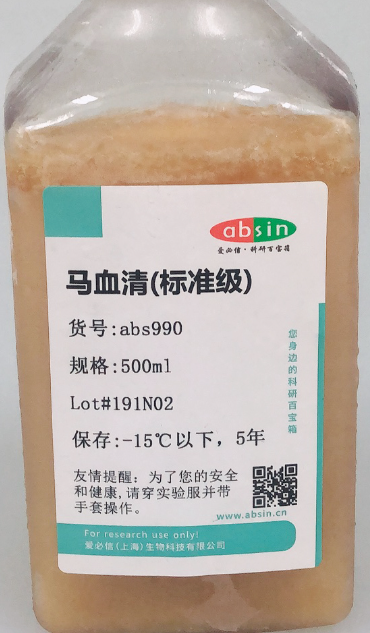 absin
爱必信·科研百宝箱
马血清(标准级)
货号:abs990
规格:500ml
Lot#191N02
保存:-15℃以下，5年
您身边的科研百宝箱
友情提醒：为了您的安全
和健康,请穿实验服并带
手套操作。
www.absin.cn
For research use only!
爱必信(上海)生物科技有限公司